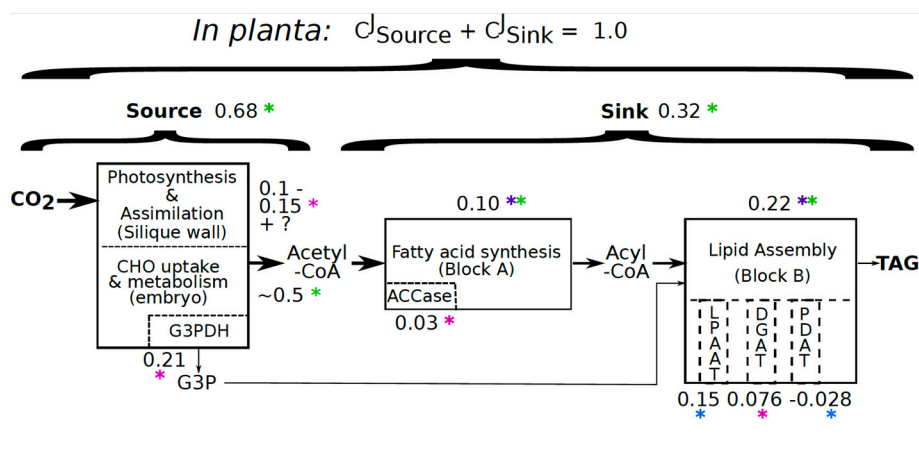 In planta: CJSource + CJSink = 1.0
Source 0.68 *
Sink 0.32 *
CO2
Photosynthesis
&
Assimilation
(Silique wall)
0.1 -
0.15 *
+ ?
CHO uptake
& metabolism
(embryo)
G3PDH
Acetyl
-CoA
~0.5 *
0.21
*
G3P
0.10 **
Fatty acid synthesis
(Block A)
ACCase
0.03 *
Acyl
-CoA
0.22 **
Lipid Assembly
(Block B)
TAG
LPAAT
DGAT
PDAT
0.15 0.076 -0.028
* * *